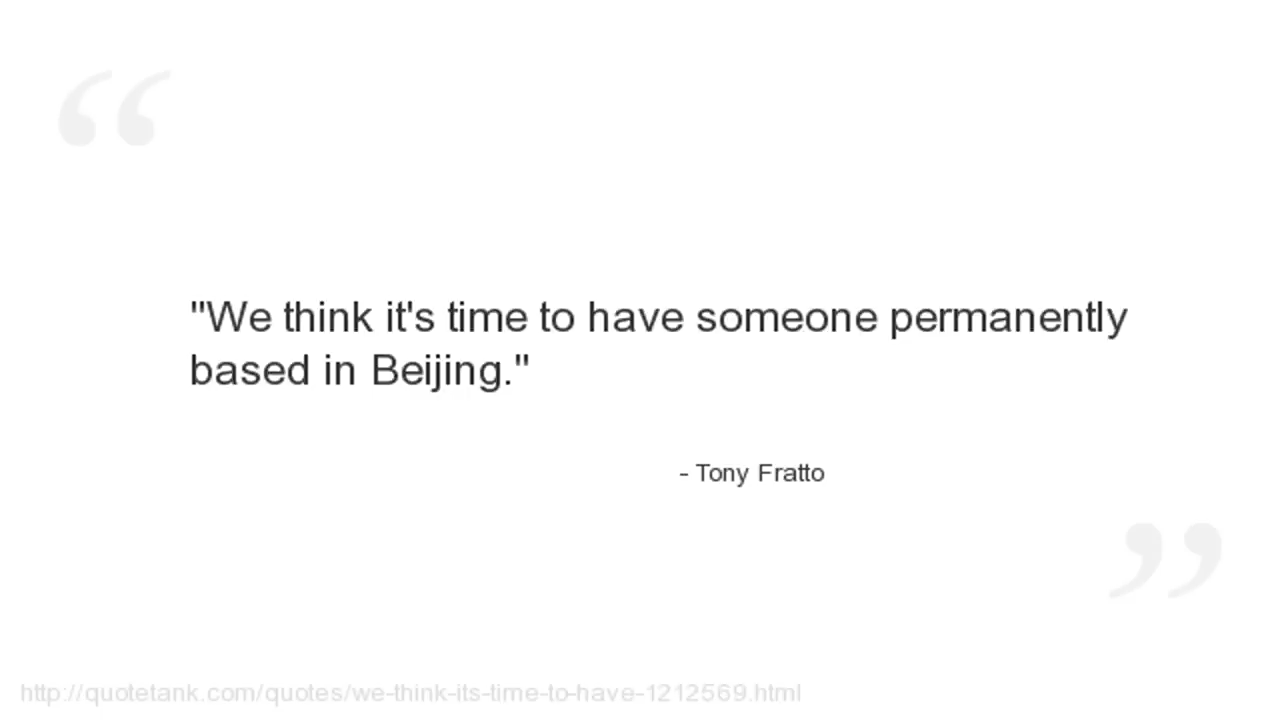 "We think it's time to have someone permanently
based in Beijing."
- Tony Fratto
http://quotetank.com/quotes/we-think-its-time-to-have-1212569.html